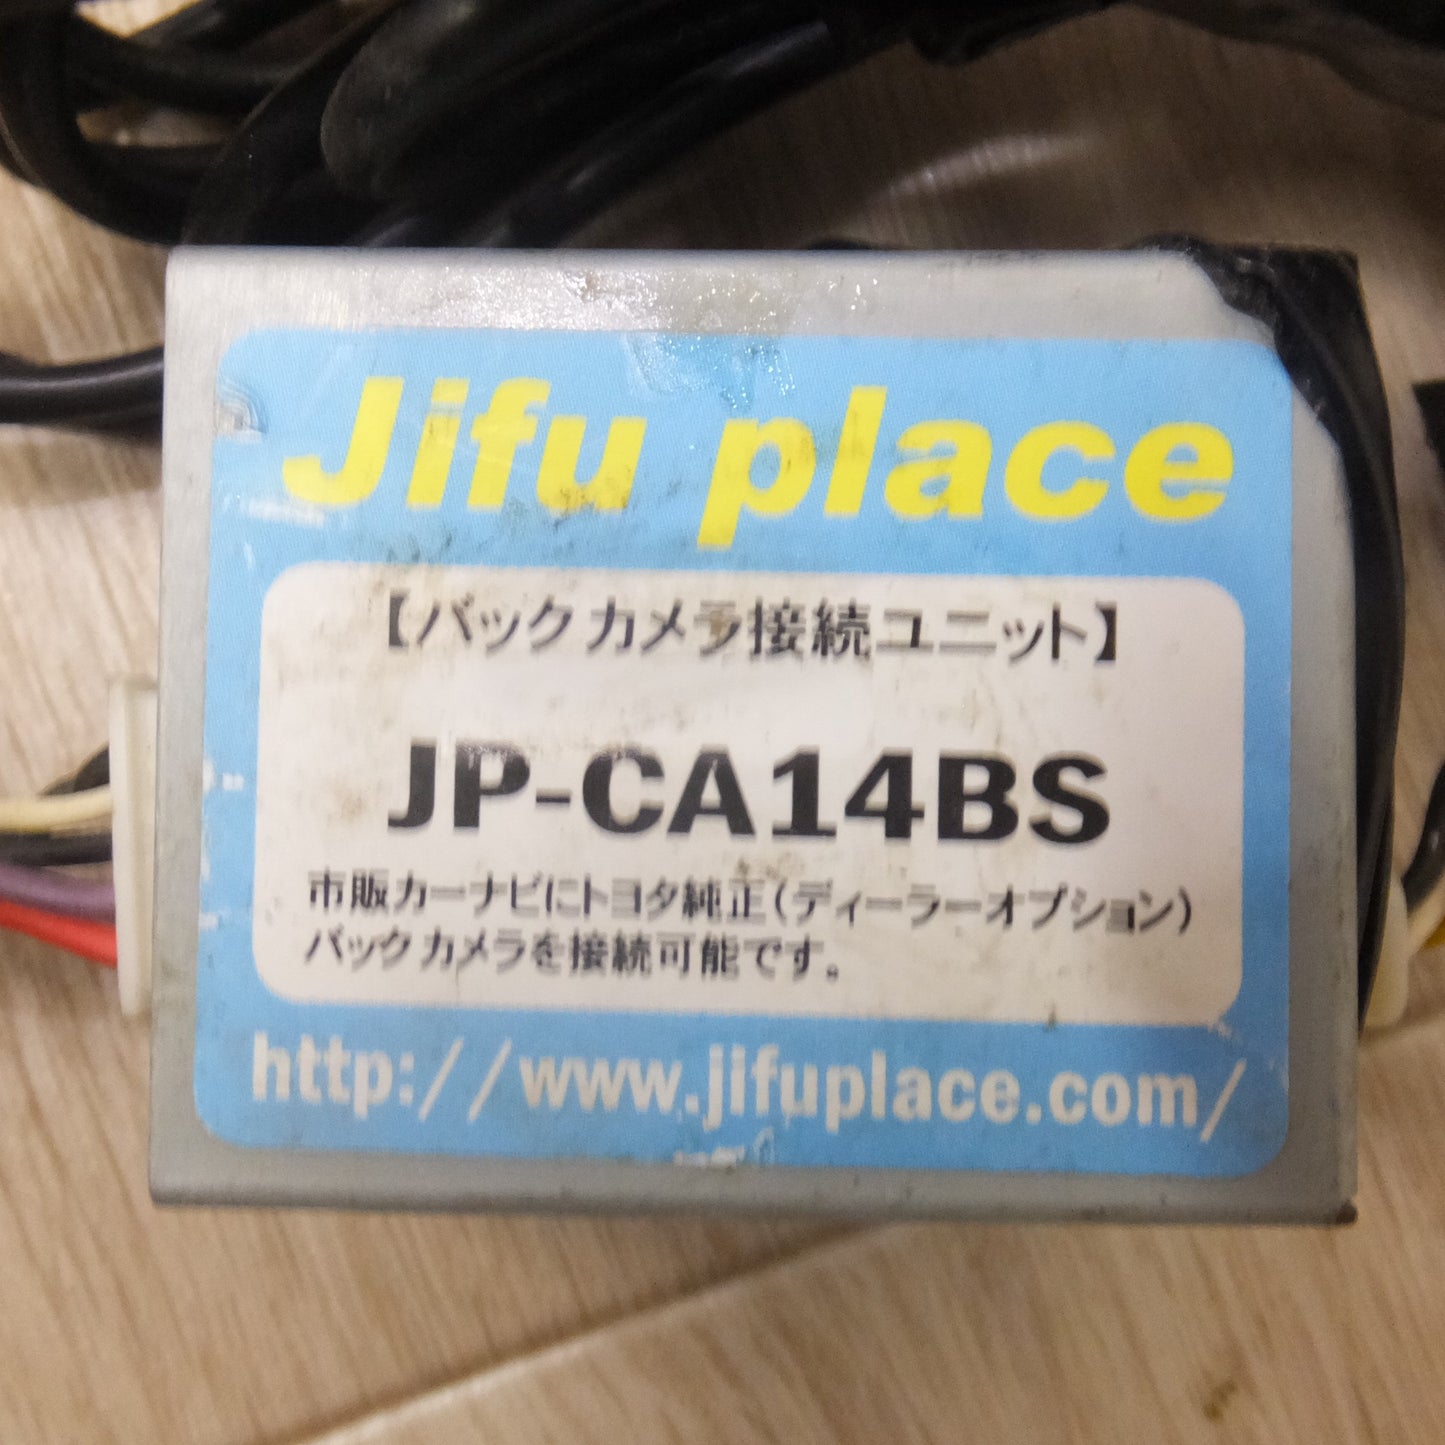 Jifu place
【バックカメラ接続ユニット】
JP-CA14BS
市販カーナビにトヨタ純正(ディーラーオプション)
バックカメラを接続可能です。
http://www.jifuplace.com/